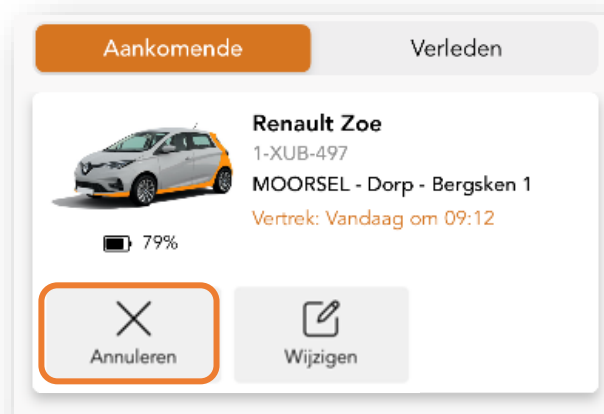 Aankomende
Verleden
Renault Zoe
1-XUB-497
MOORSEL - Dorp - Bergsken 1
Vertrek: Vandaag om 09:12
79%
Annuleren
Wijzigen